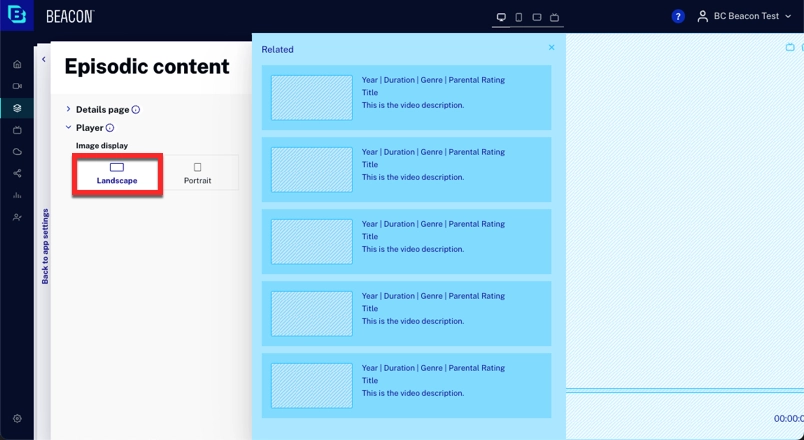 BEACON
?
BC Beacon Test
Back to app settings
Episodic content
Details page
Player
Image display
Landscape
Portrait
Related
Year | Duration | Genre | Parental Rating
Title
This is the video description.
Year | Duration | Genre | Parental Rating
Title
This is the video description.
Year | Duration | Genre | Parental Rating
Title
This is the video description.
Year | Duration | Genre | Parental Rating
Title
This is the video description.
Year | Duration | Genre | Parental Rating
Title
This is the video description.
00:00:0